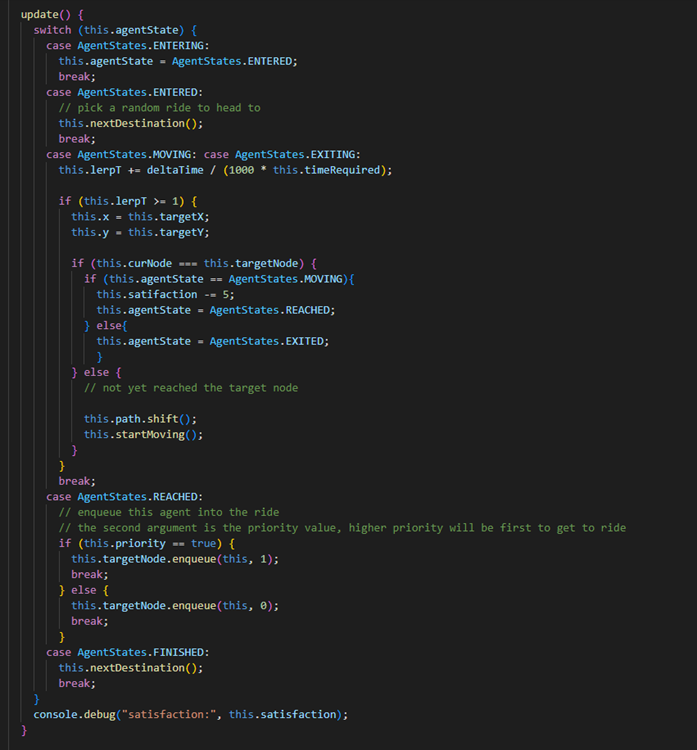 update() {
switch (this.agentState) {
case AgentStates.ENTERING:
this.agentState = AgentStates.ENTERED;
break;
case AgentStates.ENTERED:
// pick a random ride to head to
this.nextDestination();
break;
case AgentStates.MOVING: case AgentStates.EXITING:
this.lerpT += deltaTime / (1000 * this.timeRequired);
if (this.lerpT >= 1) {
this.x = this.targetX;
this.y = this.targetY;
if (this.curNode === this.targetNode) {
if (this.agentState == AgentStates.MOVING){
this.satifaction -= 5;
this.agentState = AgentStates.REACHED;
} else{
this.agentState = AgentStates.EXITED;
}
} else {
// not yet reached the target node
this.path.shift();
this.startMoving();
}
}
break;
case AgentStates.REACHED:
// enqueue this agent into the ride
// the second argument is the priority value, higher priority will be first to get to ride
if (this.priority == true) {
this.targetNode.enqueue(this, 1);
break;
} else {
this.targetNode.enqueue(this, 0);
break;
}
case AgentStates.FINISHED:
this.nextDestination();
break;
}
console.debug("satisfaction:", this.satisfaction);
}